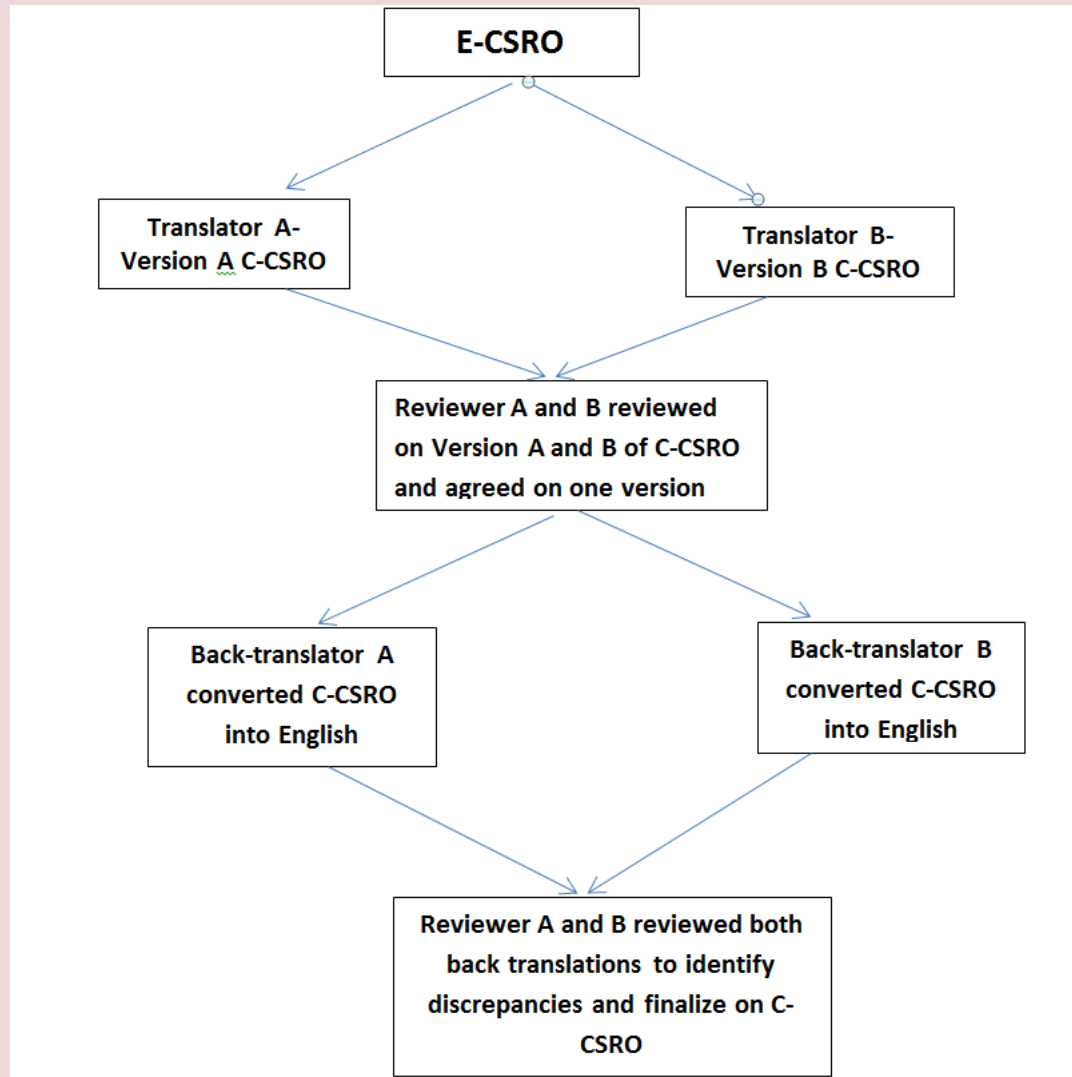 E-CSRO
Translator A-
Version A C-CSRO
Translator B-
Version B C-CSRO
Reviewer A and B reviewed
on Version A and B of C-CSRO
and agreed on one version
Back-translator A
converted C-CSRO
into English
Back-translator B
converted C-CSRO
into English
Reviewer A and B reviewed both
back translations to identify
discrepancies and finalize on C-
CSRO